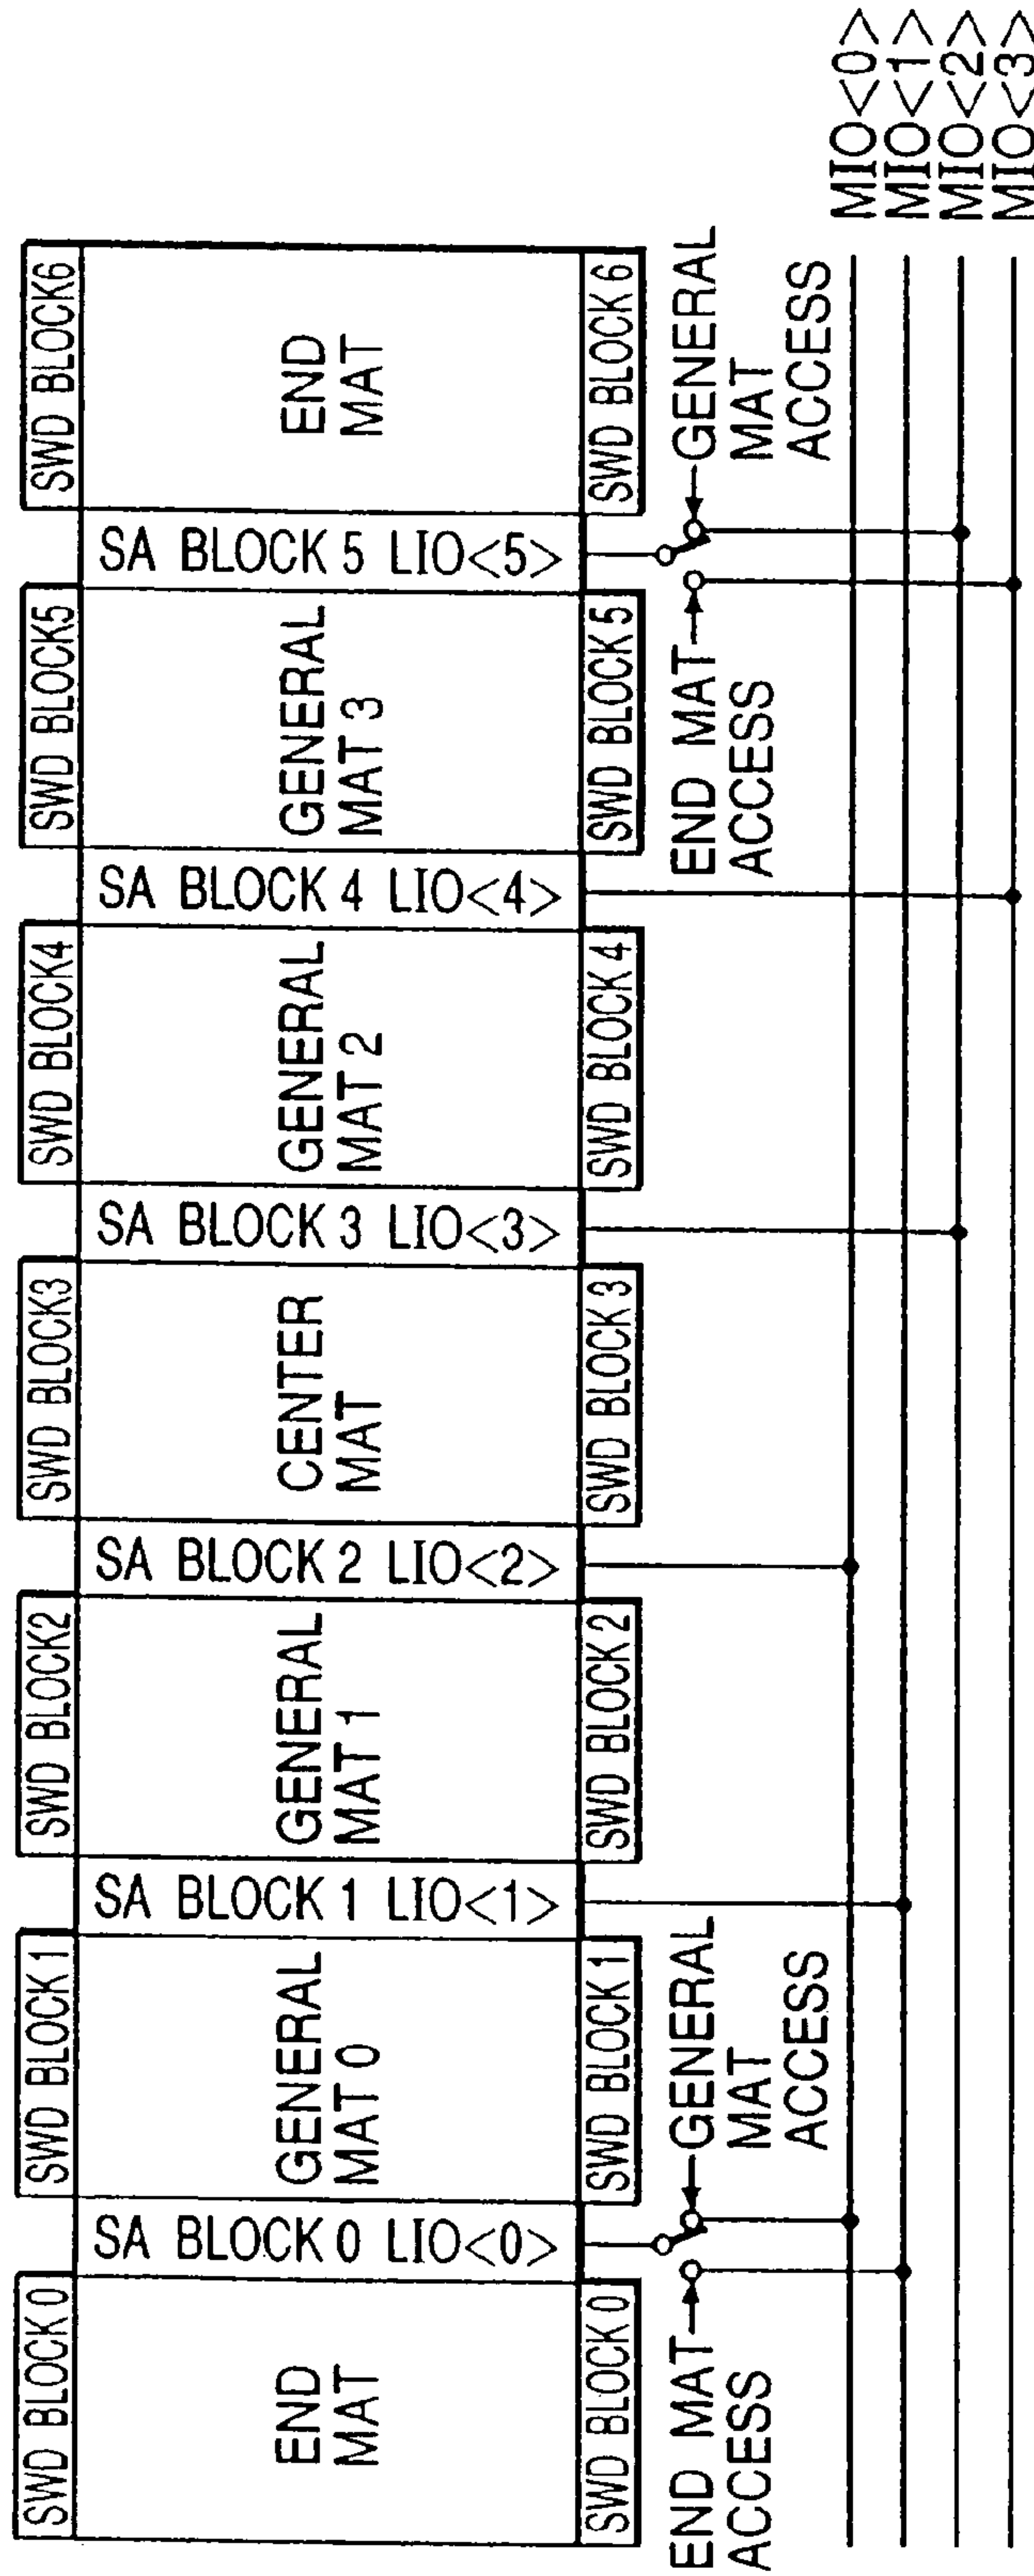 SWD BLOCK 0
SWD BLOCK 1
SWD BLOCK2
SWD BLOCK3
SWD BLOCK4
SWD BLOCK5
SWD BLOCK6
END
MAT
SA BLOCK 0 LIO<0>
GENERAL
MAT 0
SA BLOCK 1 LIO<1>
GENERAL
MAT 1
SA BLOCK 2 LIO<2>
CENTER
MAT
SA BLOCK 3 LIO<3>
GENERAL
MAT 2
SA BLOCK 4 LIO<4>
GENERAL
MAT 3
SA BLOCK 5 LIO<5>
END
MAT
SWD BLOCK 0
SWD BLOCK 1
SWD BLOCK 2
SWD BLOCK 3
SWD BLOCK 4
SWD BLOCK 5
SWD BLOCK 6
END MAT
ACCESS
GENERAL
MAT
ACCESS
END MAT
ACCESS
GENERAL
MAT
ACCESS
MIO<0>
MIO<1>
MIO<2>
MIO<3>